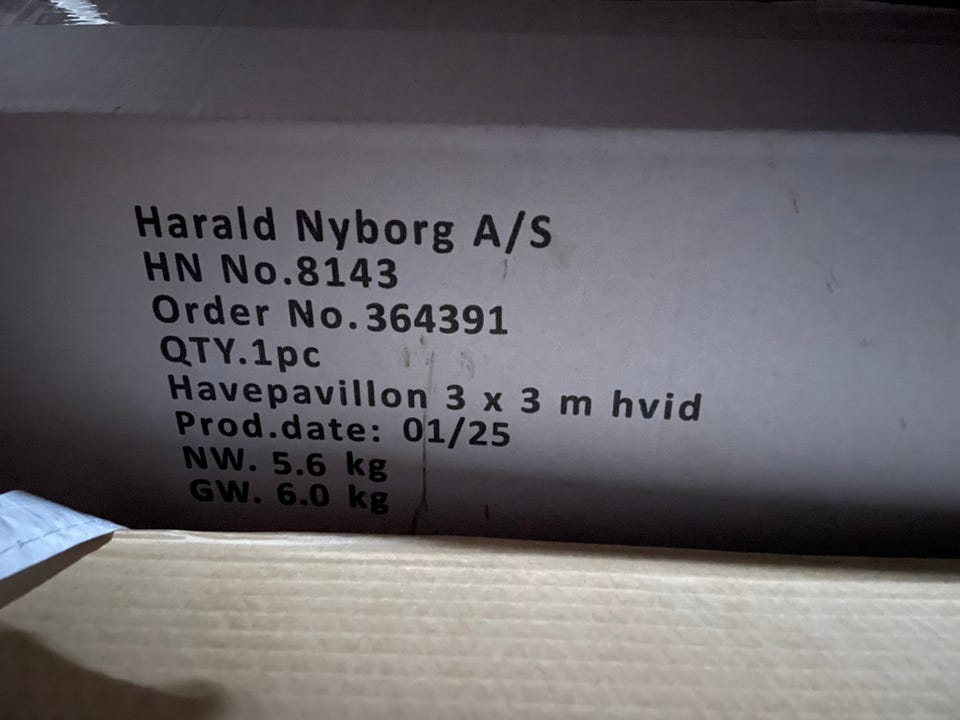 Harald Nyborg A/S
HN No.8143
Order No.364391
QTY.1pc
Havepavillon 3 x 3 m hvid
Prod.date: 01/25
NW. 5.6 kg
GW. 6.0 kg